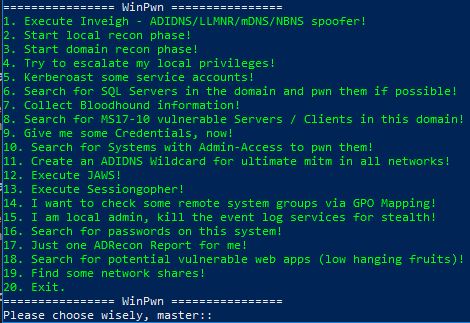 ================ WinPwn ================
1. Execute Inveigh - ADIDNS/LLMNR/mDNS/NBNS spoofer!
2. Start local recon phase!
3. Start domain recon phase!
4. Try to escalate my local privileges!
5. Kerberoast some service accounts!
6. Search for SQL Servers in the domain and pwn them if possible!
7. Collect Bloodhound information!
8. Search for MS17-10 vulnerable Servers / Clients in this domain!
9. Give me some Credentials, now!
10. Search for Systems with Admin-Access to pwn them!
11. Create an ADIDNS Wildcard for ultimate mitm in all networks!
12. Execute JAWS!
13. Execute Sessiongopher!
14. I want to check some remote system groups via GPO Mapping!
15. I am local admin, kill the event log services for stealth!
16. Search for passwords on this system!
17. Just one ADRecon Report for me!
18. Search for potential vulnerable web apps (low hanging fruits)!
19. Find some network shares!
20. Exit.
================ WinPwn ================
Please choose wisely, master::